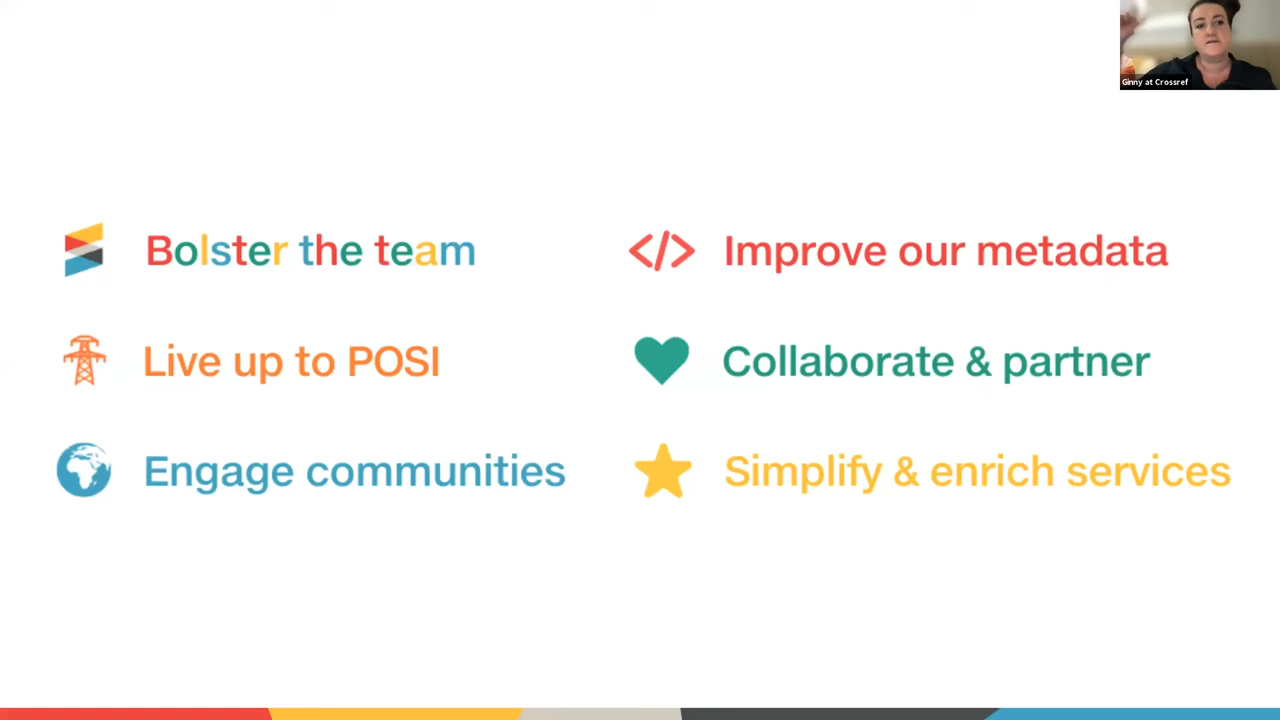 Ginny at Crossref
Bolster the team
Improve our metadata
Live up to POSI
Collaborate & partner
Engage communities
Simplify & enrich services